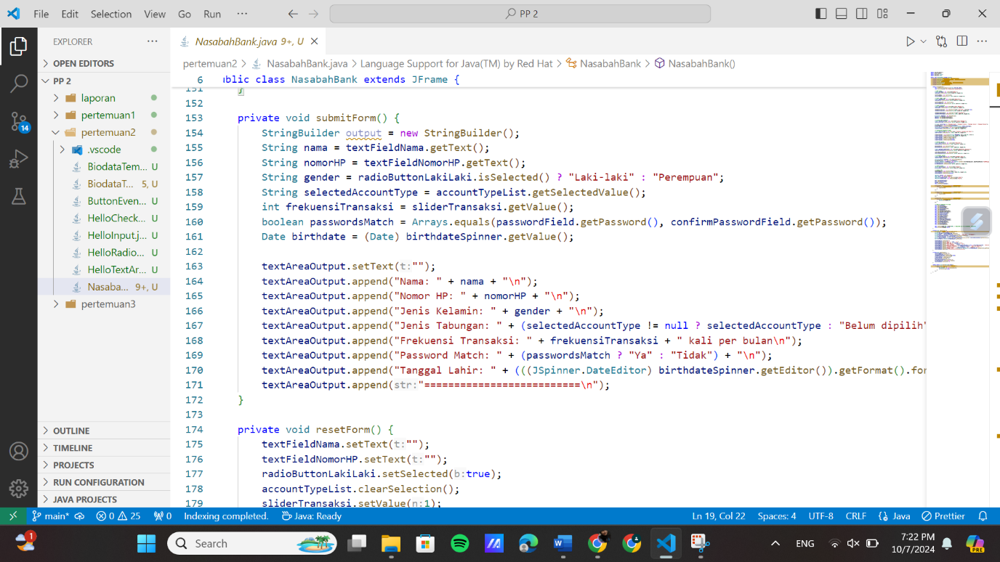 File Edit Selection View Go Run ··· PP 2
EXPLORER ···
OPEN EDITORS
PP 2
laporan
pertemuan1
pertemuan2
.vscode
BiodataTem... U
BiodataT... 5, U
ButtonEven... U
HelloCheck... U
HelloInput.j... U
HelloRadio... U
HelloTextAr... U
Nasaba... 9+, U
pertemuan3
OUTLINE
TIMELINE
PROJECTS
RUN CONFIGURATION
JAVA PROJECTS
14
NasabahBank.java 9+, U
pertemuan2 > NasabahBank.java > Language Support for Java(TM) by Red Hat > NasabahBank > NasabahBank()
6 ublic class NasabahBank extends JFrame {
151 }
152
153 private void submitForm() {
154 StringBuilder output = new StringBuilder();
155 String nama = textFieldNama.getText();
156 String nomorHP = textFieldNomorHP.getText();
157 String gender = radioButtonLakiLaki.isSelected() ? "Laki-laki" : "Perempuan";
158 String selectedAccountType = accountTypeList.getSelectedValue();
159 int frekuensiTransaksi = sliderTransaksi.getValue();
160 boolean passwordsMatch = Arrays.equals(passwordField.getPassword(), confirmPasswordField.getPassword());
161 Date birthdate = (Date) birthdateSpinner.getValue();
162
163 textAreaOutput.setText(t:"");
164 textAreaOutput.append("Nama: " + nama + "\n");
165 textAreaOutput.append("Nomor HP: " + nomorHP + "\n");
166 textAreaOutput.append("Jenis Kelamin: " + gender + "\n");
167 textAreaOutput.append("Jenis Tabungan: " + (selectedAccountType != null ? selectedAccountType : "Belum dipilih"
168 textAreaOutput.append("Frekuensi Transaksi: " + frekuensiTransaksi + " kali per bulan\n");
169 textAreaOutput.append("Password Match: " + (passwordsMatch ? "Ya" : "Tidak") + "\n");
170 textAreaOutput.append("Tanggal Lahir: " + (((JSpinner.DateEditor) birthdateSpinner.getEditor()).getFormat().for
171 textAreaOutput.append(str:"==========================\n");
172 }
173
174 private void resetForm() {
175 textFieldNama.setText(t:"");
176 textFieldNomorHP.setText(t:"");
177 radioButtonLakiLaki.setSelected(b:true);
178 accountTypeList.clearSelection();
179 sliderTransaksi.setValue(n:1);
main* 0 25 0 Indexing completed. Java: Ready Ln 19, Col 22 Spaces: 4 UTF-8 CRLF {} Java Prettier
1 Search ENG 7:22 PM
10/7/2024 PRE